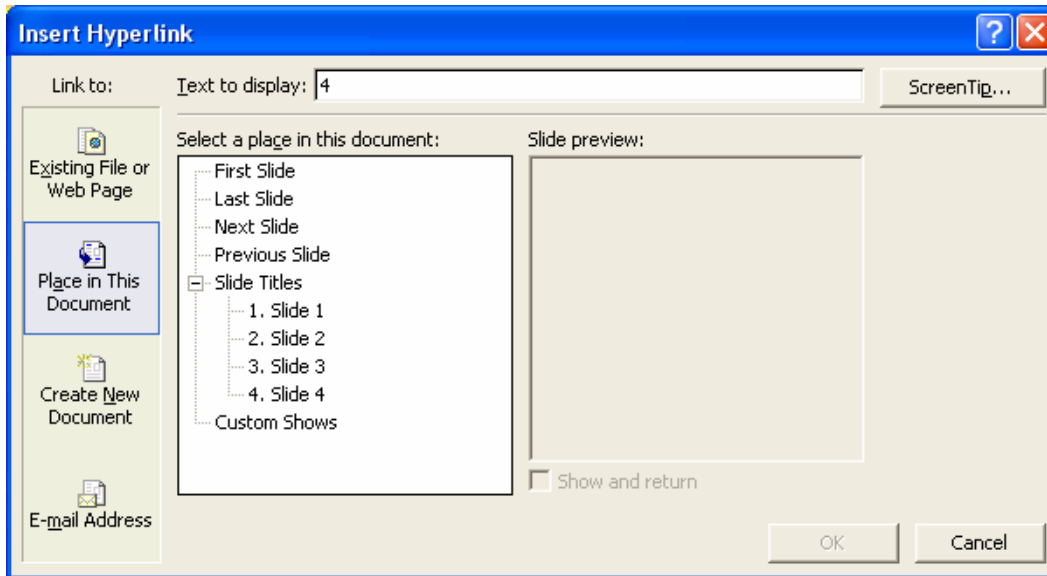 Insert Hyperlink
Link to:
Text to display: 4
ScreenTip...
Existing File or
Web Page
Place in This
Document
Create New
Document
E-mail Address
Select a place in this document:
First Slide
Last Slide
Next Slide
Previous Slide
Slide Titles
1. Slide 1
2. Slide 2
3. Slide 3
4. Slide 4
Custom Shows
Slide preview:
Show and return
OK
Cancel